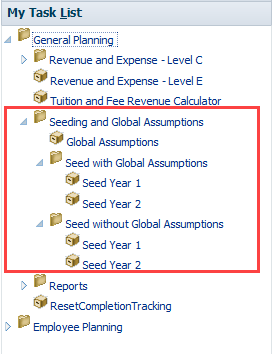 My Task List
General Planning
Revenue and Expense - Level C
Revenue and Expense - Level E
Tuition and Fee Revenue Calculator
Seeding and Global Assumptions
Global Assumptions
Seed with Global Assumptions
Seed Year 1
Seed Year 2
Seed without Global Assumptions
Seed Year 1
Seed Year 2
Reports
ResetCompletionTracking
Employee Planning